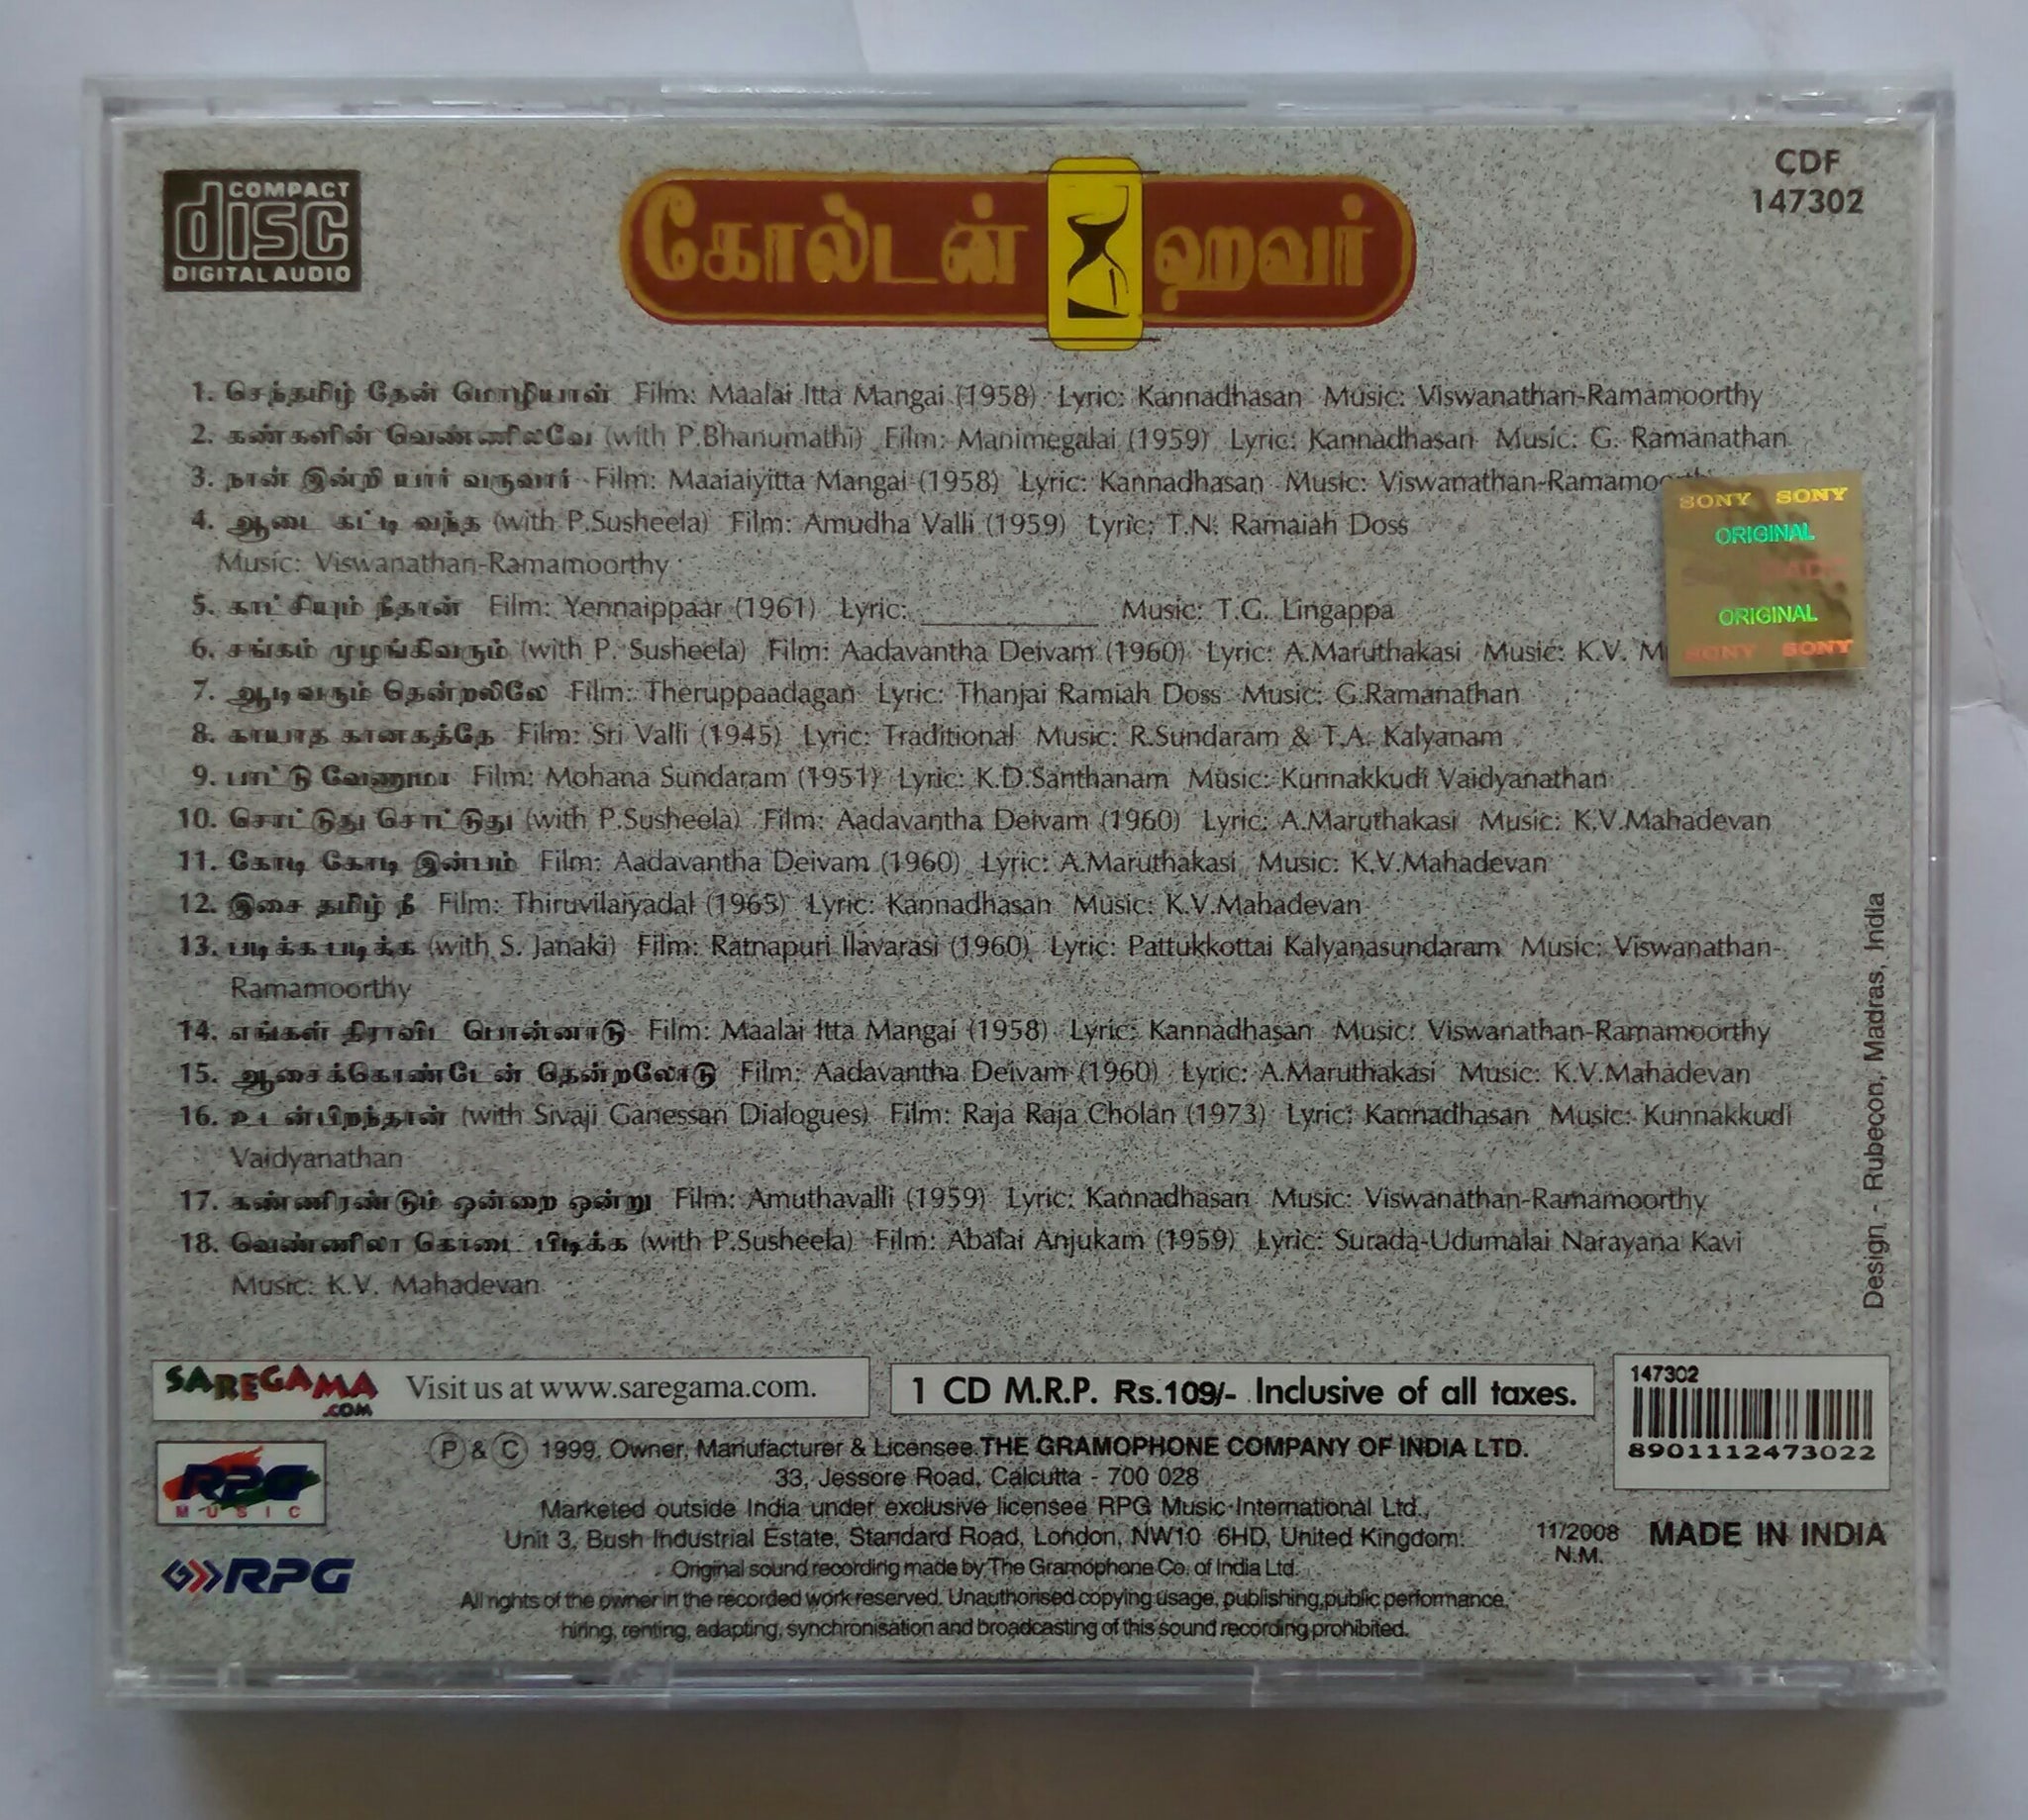 COMPACT
disc
DIGITAL AUDIO
கோல்டன் ஹவர்
CDF
147302
1. செந்தமிழ் தேன் மொழியாள் Film: Maalai Itta Mangai (1958) Lyric: Kannadhasan Music: Viswanathan-Ramamoorthy
2. கண்களின் வெண்ணிலவே (with P.Bhanumathi) Film: Manimegalai (1959) Lyric: Kannadhasan Music: G. Ramanathan
3. நான் இன்றி யார் வருவார் Film: Maaiaiyitta Mangai (1958) Lyric: Kannadhasan Music: Viswanathan-Ramamoorthy
4. ஆடை கட்டி வந்த (with P.Susheela) Film: Amudha Valli (1959) Lyric: T.N. Ramaiah Doss
Music: Viswanathan-Ramamoorthy
5. காட்சியும் நீதான் Film: Yennaippaar (1961) Lyric: ____________ Music: T.G. Lingappa
6. சங்கம் முழங்கிவரும் (with P. Susheela) Film: Aadavantha Deivam (1960) Lyric: A.Maruthakasi Music: K.V. M
7. ஆடிவரும் தென்றலிலே Film: Theruppaadagan Lyric: Thanjai Ramiah Doss Music: G.Ramanathan
8. காயாத கானகத்தே Film: Sri Valli (1945) Lyric: Traditional Music: R.Sundaram & T.A. Kalyanam
9. பாட்டு வேணுமா Film: Mohana Sundaram (1951) Lyric: K.D.Santhanam Music: Kunnakkudi Vaidyanathan
10. சொட்டுது சொட்டுது (with P.Susheela) Film: Aadavantha Deivam (1960) Lyric: A.Maruthakasi Music: K.V.Mahadevan
11. கோடி கோடி இன்பம் Film: Aadavantha Deivam (1960) Lyric: A.Maruthakasi Music: K.V.Mahadevan
12. இசை தமிழ் நீ Film: Thiruvilaiyadal (1965) Lyric: Kannadhasan Music: K.V.Mahadevan
13. படிக்க படிக்க (with S. Janaki) Film: Ratnapuri Ilavarasi (1960) Lyric: Pattukkottai Kalyanasundaram Music: Viswanathan-
Ramamoorthy
14. எங்கள் திராவிட பொன்னாடு Film: Maalai Itta Mangai (1958) Lyric: Kannadhasan Music: Viswanathan-Ramamoorthy
15. ஆசைக்கொண்டேன் தென்றலோடு Film: Aadavantha Deivam (1960) Lyric: A.Maruthakasi Music: K.V.Mahadevan
16. உடன்பிறந்தான் (with Sivaji Ganessan Dialogues) Film: Raja Raja Cholan (1973) Lyric: Kannadhasan Music: Kunnakkudi
Vaidyanathan
17. கண்ணிரண்டும் ஒன்றை ஒன்று Film: Amuthavalli (1959) Lyric: Kannadhasan Music: Viswanathan-Ramamoorthy
18. வெண்ணிலா கொடை பிடிக்க (with P.Susheela) Film: Abalai Anjukam (1959) Lyric: Surada-Udumalai Narayana Kavi
Music: K.V. Mahadevan
SONY SONY
ORIGINAL
ORIGINAL
SONY SONY
Design - Rubecon, Madras, India
SAREGAMA.COM Visit us at www.saregama.com.
1 CD M.R.P. Rs.109/- Inclusive of all taxes.
147302
8901112473022
RPG
MUSIC
RPG
Ⓟ & Ⓒ 1999, Owner, Manufacturer & Licensee.THE GRAMOPHONE COMPANY OF INDIA LTD.
33, Jessore Road, Calcutta - 700 028
Marketed outside India under exclusive licensee RPG Music International Ltd.,
Unit 3, Bush Industrial Estate, Standard Road, London, NW10 6HD, United Kingdom.
Original sound recording made by The Gramophone Co. of India Ltd.
All rights of the owner in the recorded work reserved. Unauthorised copying usage, publishing,public performance,
hiring, renting, adapting, synchronisation and broadcasting of this sound recording prohibited.
11/2008
N.M.
MADE IN INDIA